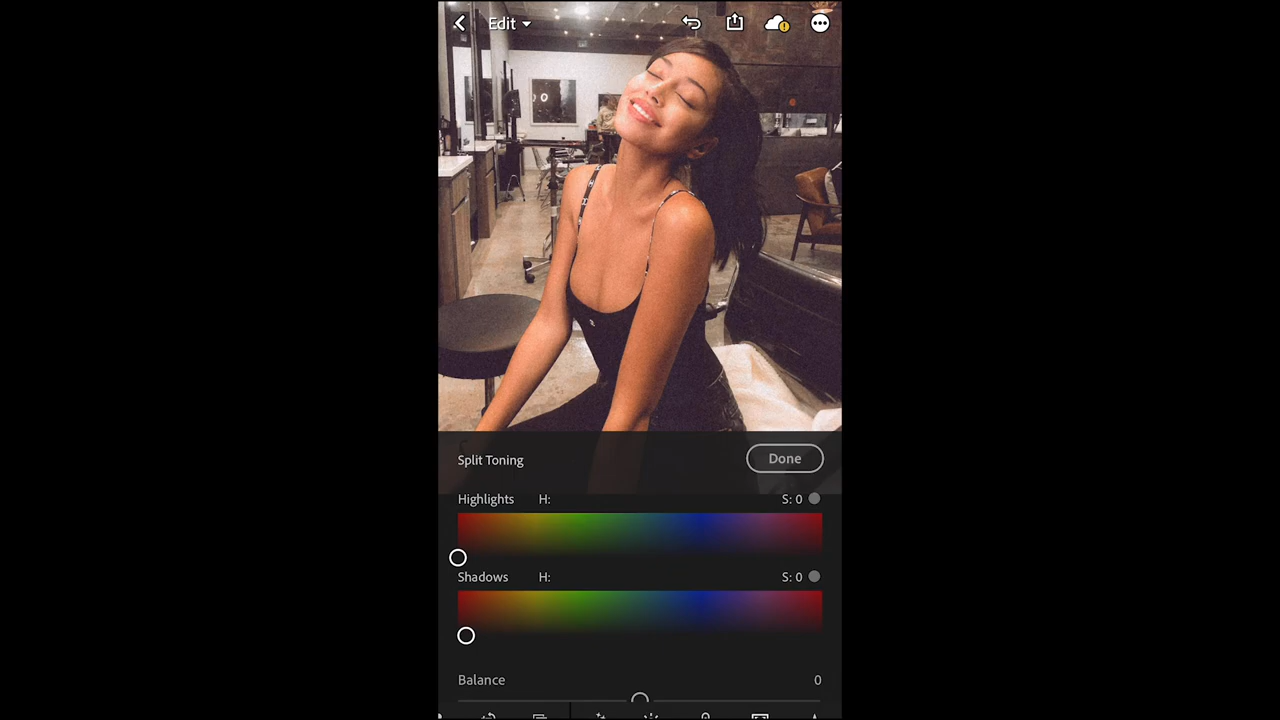 Edit
Split Toning
Done
Highlights H: S: 0
Shadows H: S: 0
Balance 0